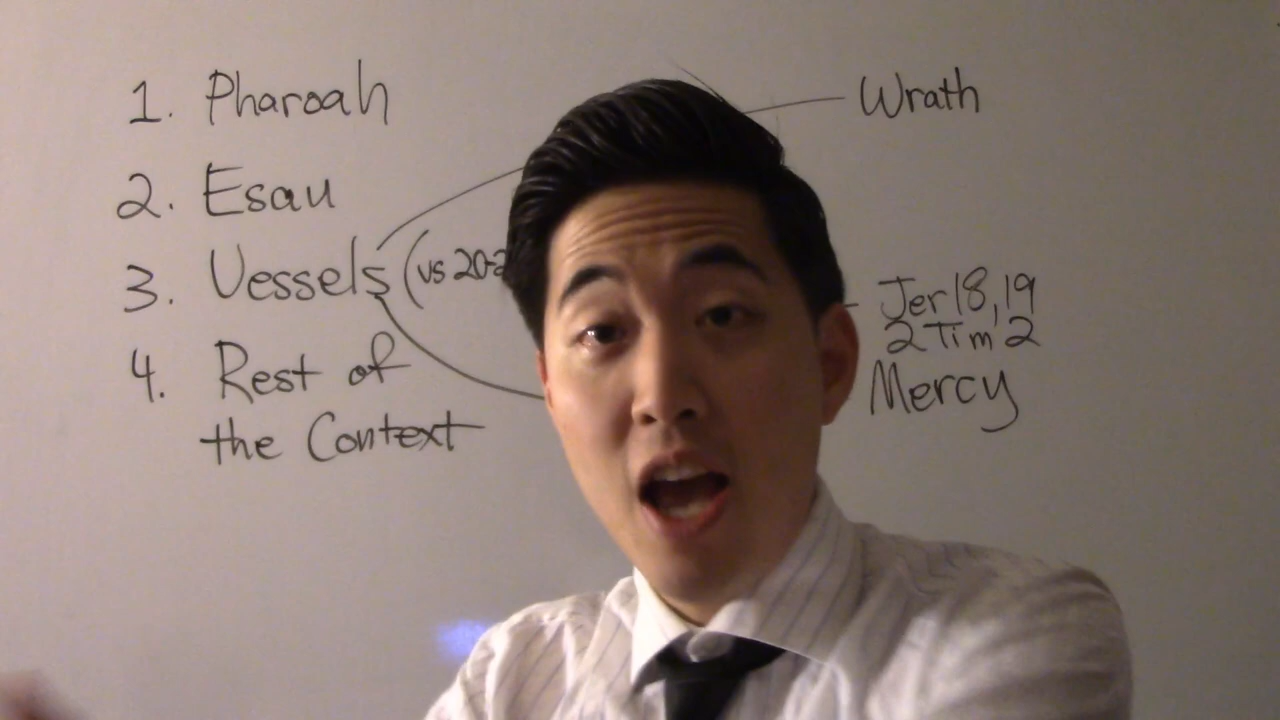 1. Pharoah
2. Esau
3. Vessels (vs 20-2
4. Rest of
the Context
Wrath
Jer 18, 19
2 Tim 2
Mercy